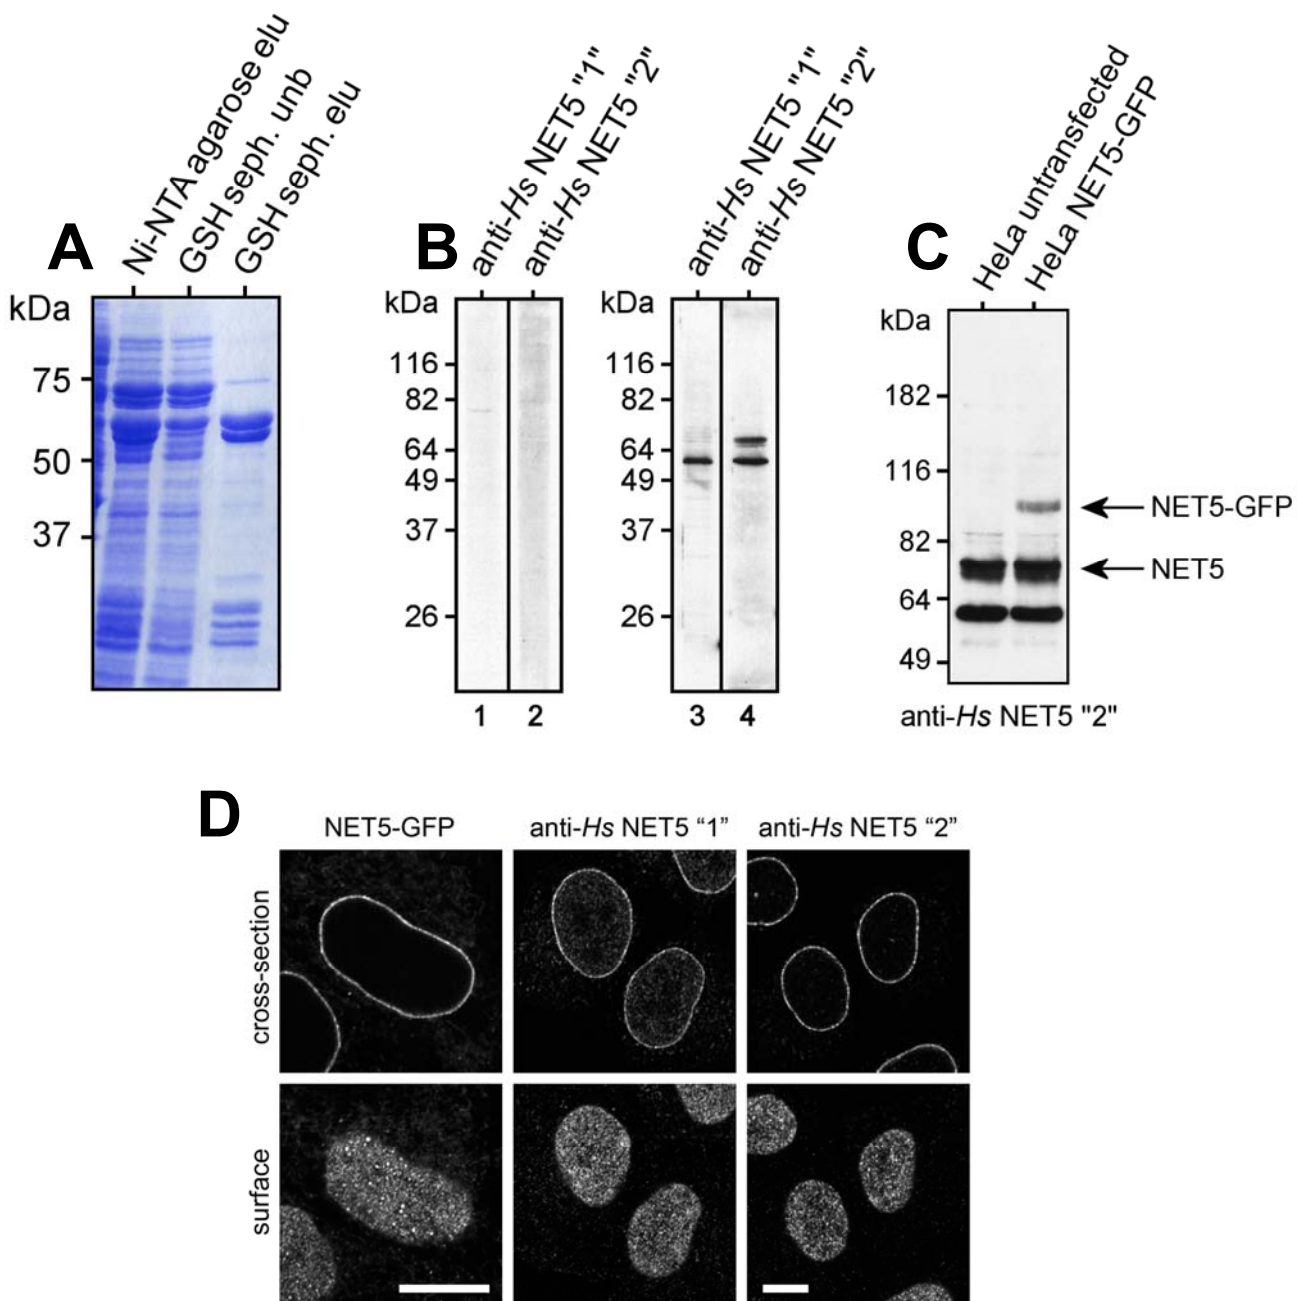 A
Ni-NTA agarose elu
GSH seph. unb
GSH seph. elu
kDa
75
50
37
B
anti-Hs NET5 "1"
anti-Hs NET5 "2"
kDa
116
82
64
49
37
26
1 2
anti-Hs NET5 "1"
anti-Hs NET5 "2"
kDa
116
82
64
49
37
26
3 4
C
HeLa untransfected
HeLa NET5-GFP
kDa
182
116
82
64
49
NET5-GFP
NET5
anti-Hs NET5 "2"
D
NET5-GFP anti-Hs NET5 “1” anti-Hs NET5 “2”
cross-section
surface